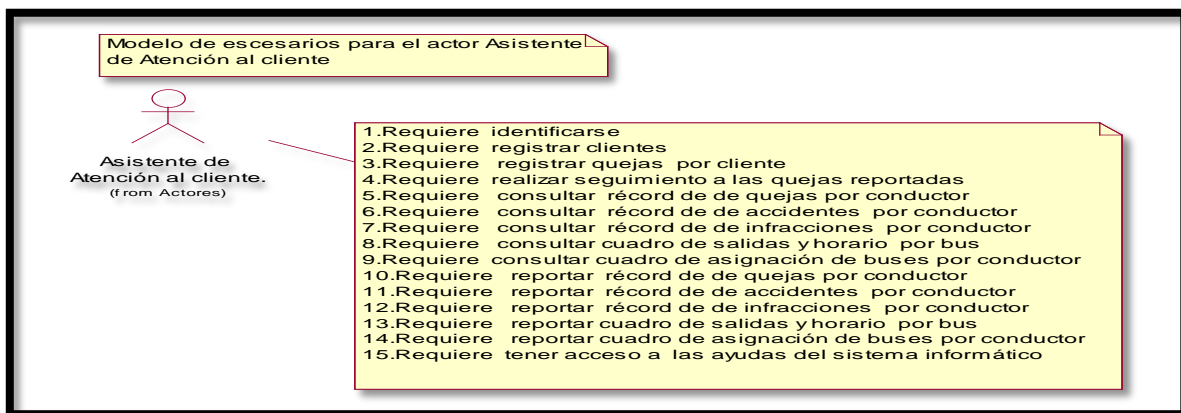 Modelo de escesarios para el actor Asistente
de Atención al cliente
Asistente de
Atención al cliente.
(from Actores)
1.Requiere identificarse
2.Requiere registrar clientes
3.Requiere registrar quejas por cliente
4.Requiere realizar seguimiento a las quejas reportadas
5.Requiere consultar récord de de quejas por conductor
6.Requiere consultar récord de de accidentes por conductor
7.Requiere consultar récord de de infracciones por conductor
8.Requiere consultar cuadro de salidas y horario por bus
9.Requiere consultar cuadro de asignación de buses por conductor
10.Requiere reportar récord de de quejas por conductor
11.Requiere reportar récord de de accidentes por conductor
12.Requiere reportar récord de de infracciones por conductor
13.Requiere reportar cuadro de salidas y horario por bus
14.Requiere reportar cuadro de asignación de buses por conductor
15.Requiere tener acceso a las ayudas del sistema informático